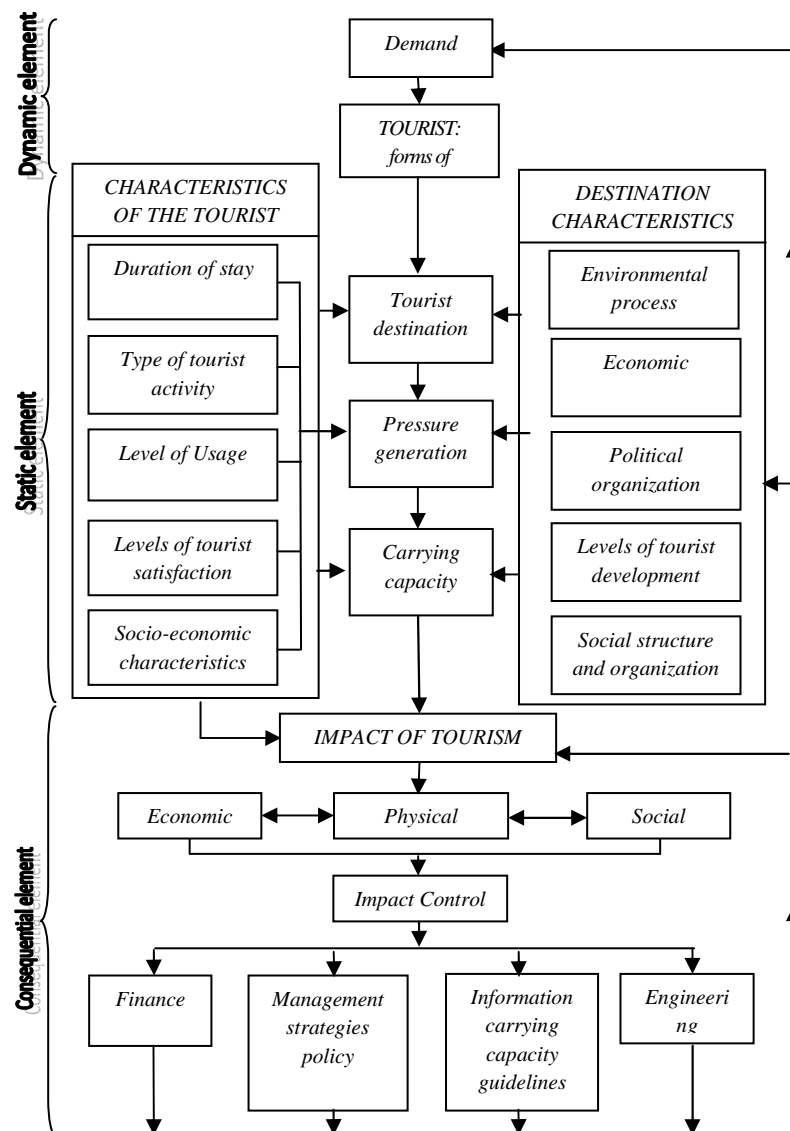 Dynamic element
Demand
TOURIST:
forms of
Static element
CHARACTERISTICS
OF THE TOURIST
Duration of stay
Type of tourist
activity
Level of Usage
Levels of tourist
satisfaction
Socio-economic
characteristics
Tourist
destination
Pressure
generation
Carrying
capacity
DESTINATION
CHARACTERISTICS
Environmental
process
Economic
Political
organization
Levels of tourist
development
Social structure
and organization
Consequential element
IMPACT OF TOURISM
Economic
Physical
Social
Impact Control
Finance
Management
strategies
policy
Information
carrying
capacity
guidelines
Engineeri
ng